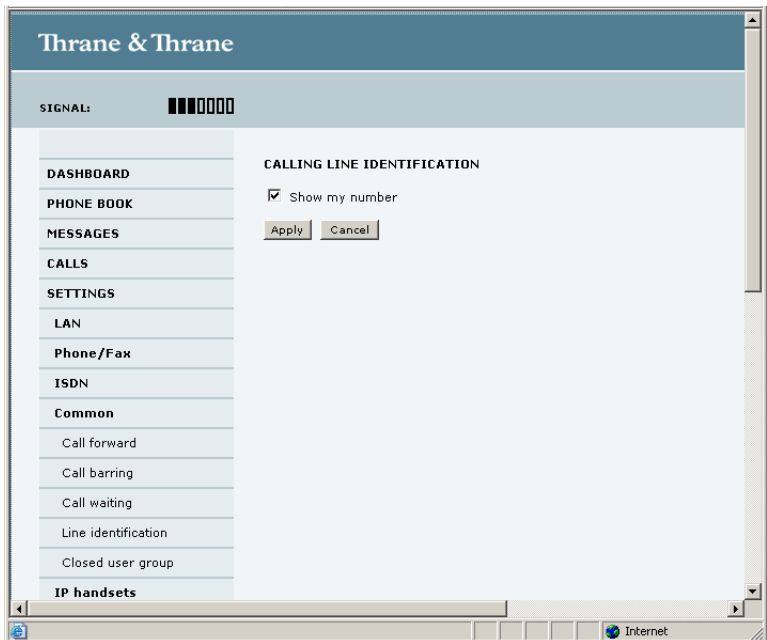 Thrane & Thrane
SIGNAL:
DASHBOARD
PHONE BOOK
MESSAGES
CALLS
SETTINGS
LAN
Phone/Fax
ISDN
Common
Call forward
Call barring
Call waiting
Line identification
Closed user group
IP handsets
CALLING LINE IDENTIFICATION
Show my number
Apply Cancel
Internet